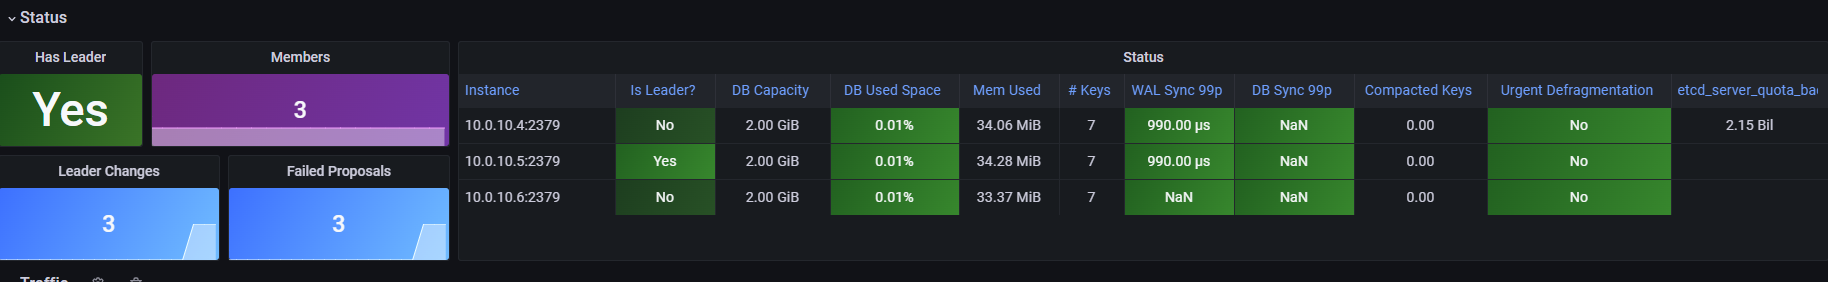 Status
Has Leader
Yes
Members
3
Leader Changes
3
Failed Proposals
3
Status
Instance Is Leader? DB Capacity DB Used Space Mem Used # Keys WAL Sync 99p DB Sync 99p Compacted Keys Urgent Defragmentation etcd_server_quota_bac
10.0.10.4:2379 No 2.00 GiB 0.01% 34.06 MiB 7 990.00 µs NaN 0.00 No 2.15 Bil
10.0.10.5:2379 Yes 2.00 GiB 0.01% 34.28 MiB 7 990.00 µs NaN 0.00 No
10.0.10.6:2379 No 2.00 GiB 0.01% 33.37 MiB 7 NaN NaN 0.00 No
Traffic